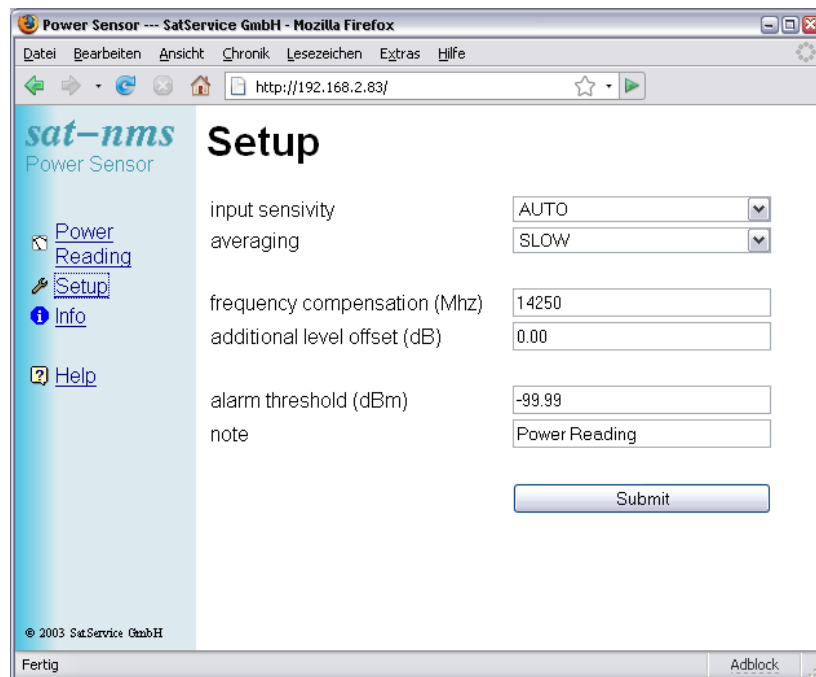 Power Sensor --- SatService GmbH - Mozilla Firefox
Datei Bearbeiten Ansicht Chronik Lesezeichen Extras Hilfe
http://192.168.2.83/
sat-nms
Power Sensor
Power
Reading
Setup
Info
Help
© 2003 SatService GmbH
Setup
input sensivity AUTO
averaging SLOW
frequency compensation (Mhz) 14250
additional level offset (dB) 0.00
alarm threshold (dBm) -99.99
note Power Reading
Submit
Fertig Adblock